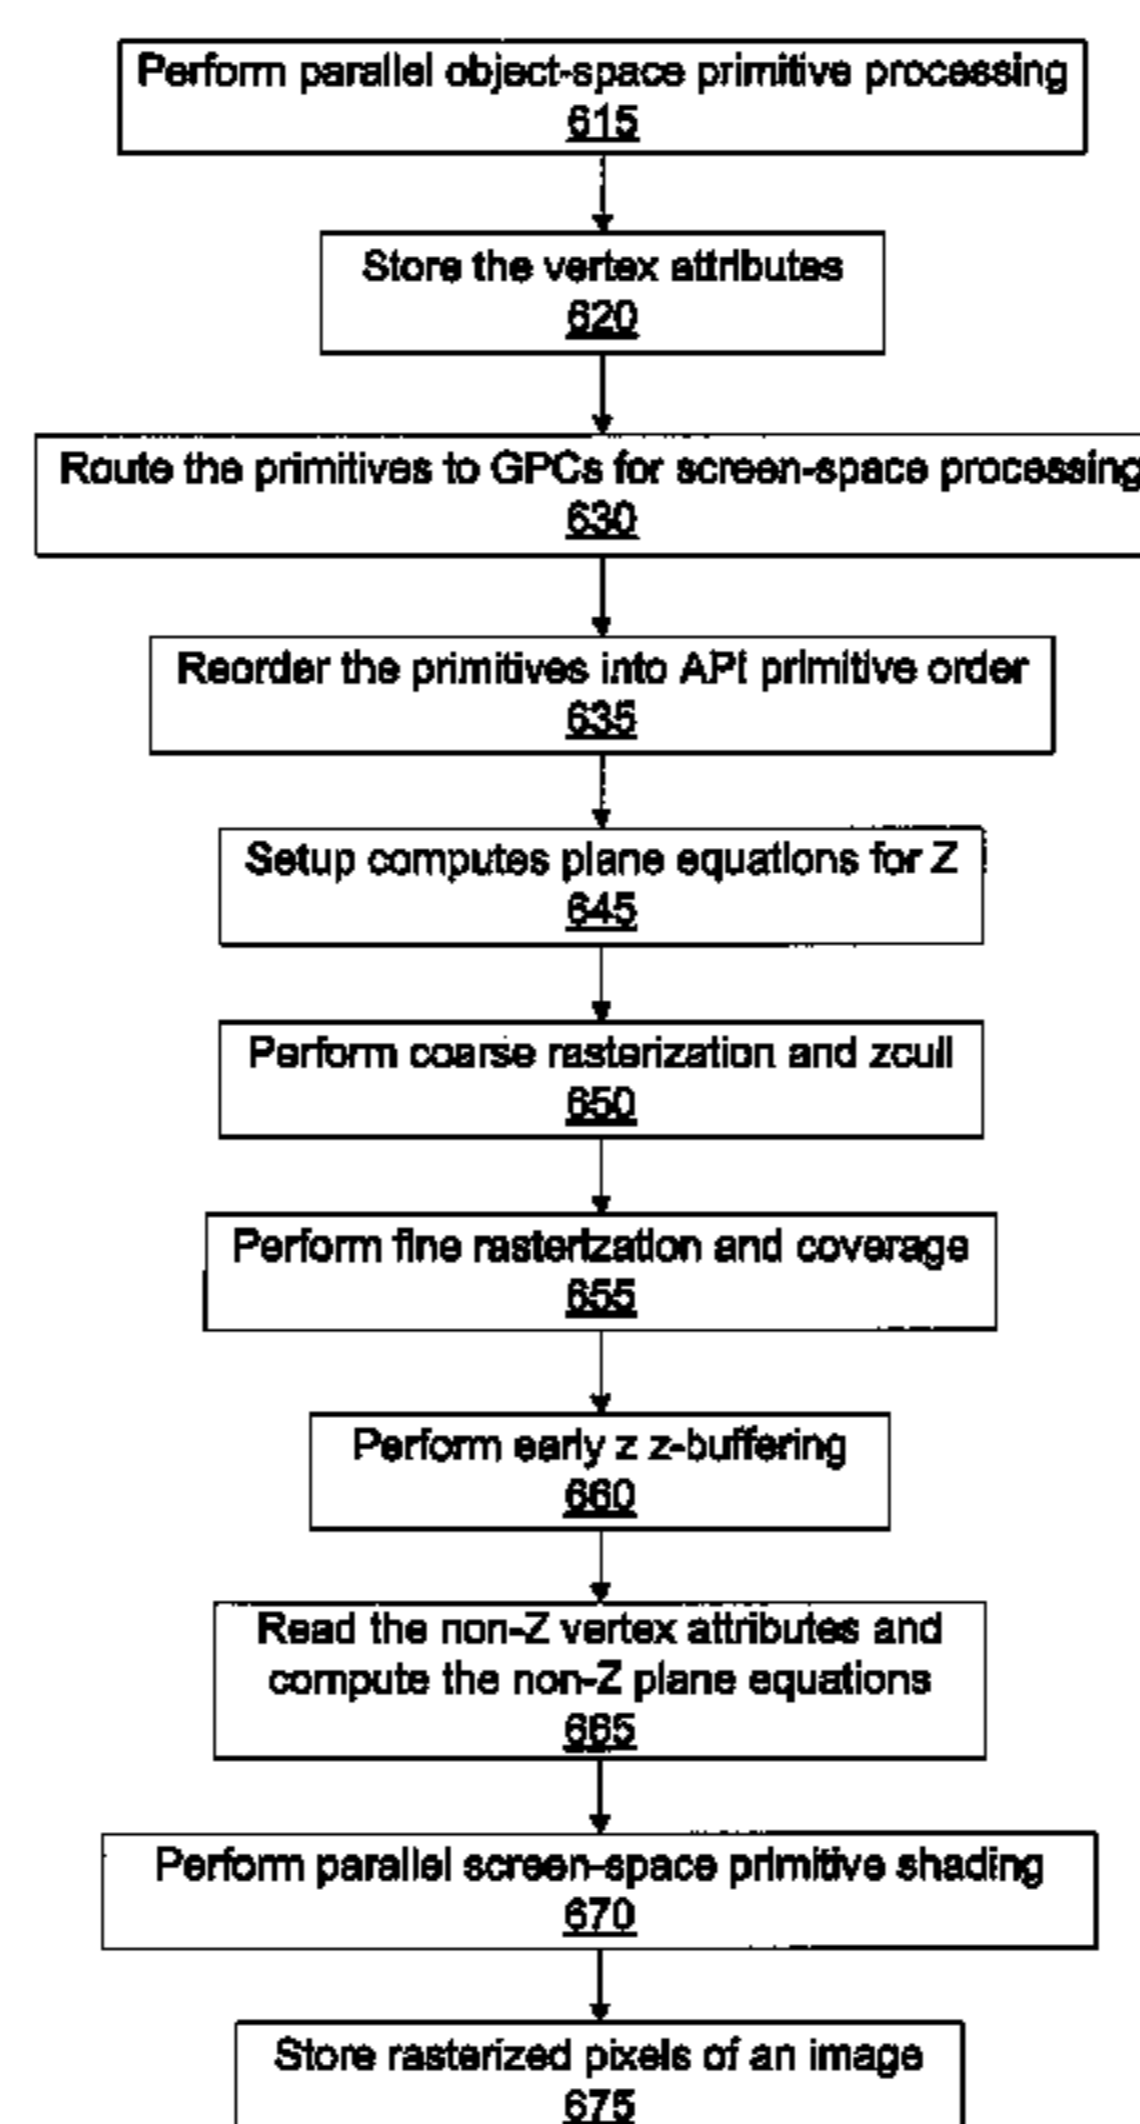 Perform parallel object-space primitive processing
615
Store the vertex attributes
620
Route the primitives to GPCs for screen-space processing
630
Reorder the primitives into API primitive order
635
Setup computes plane equations for Z
645
Perform coarse rasterization and zcull
650
Perform fine rasterization and coverage
655
Perform early z z-buffering
660
Read the non-Z vertex attributes and
compute the non-Z plane equations
665
Perform parallel screen-space primitive shading
670
Store rasterized pixels of an image
675